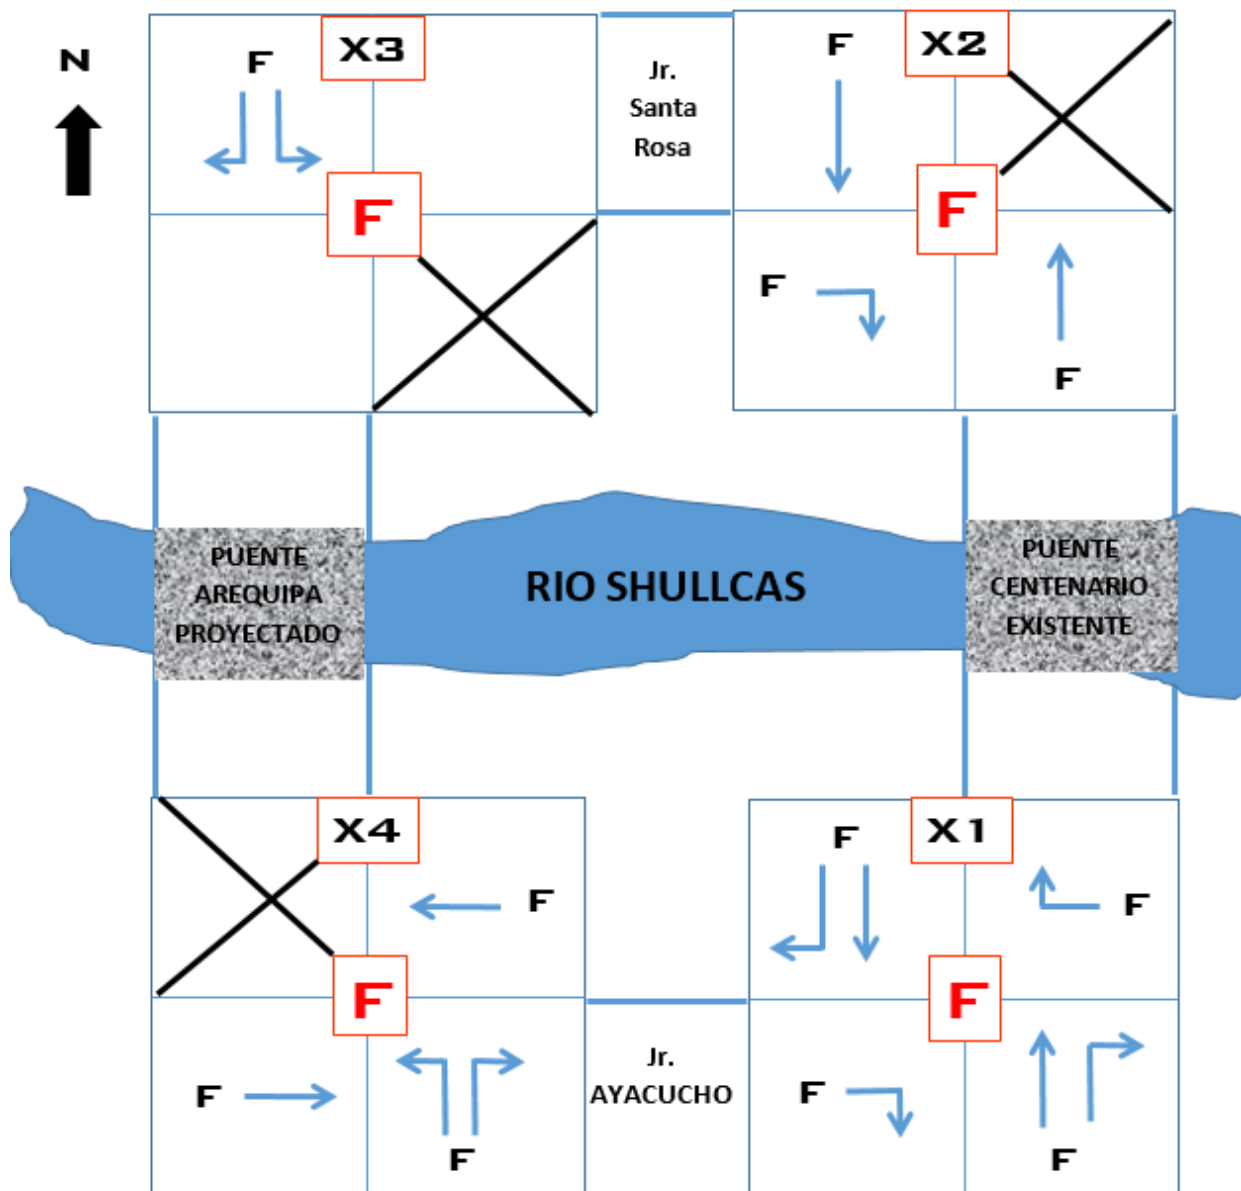 N
F
X3
F
Jr.
Santa
Rosa
F
X2
F
F
F
PUENTE
AREQUIPA
PROYECTADO
RIO SHULLCAS
PUENTE
CENTENARIO
EXISTENTE
X4
F
F
F
F
Jr.
AYACUCHO
F
X1
F
F
F
F